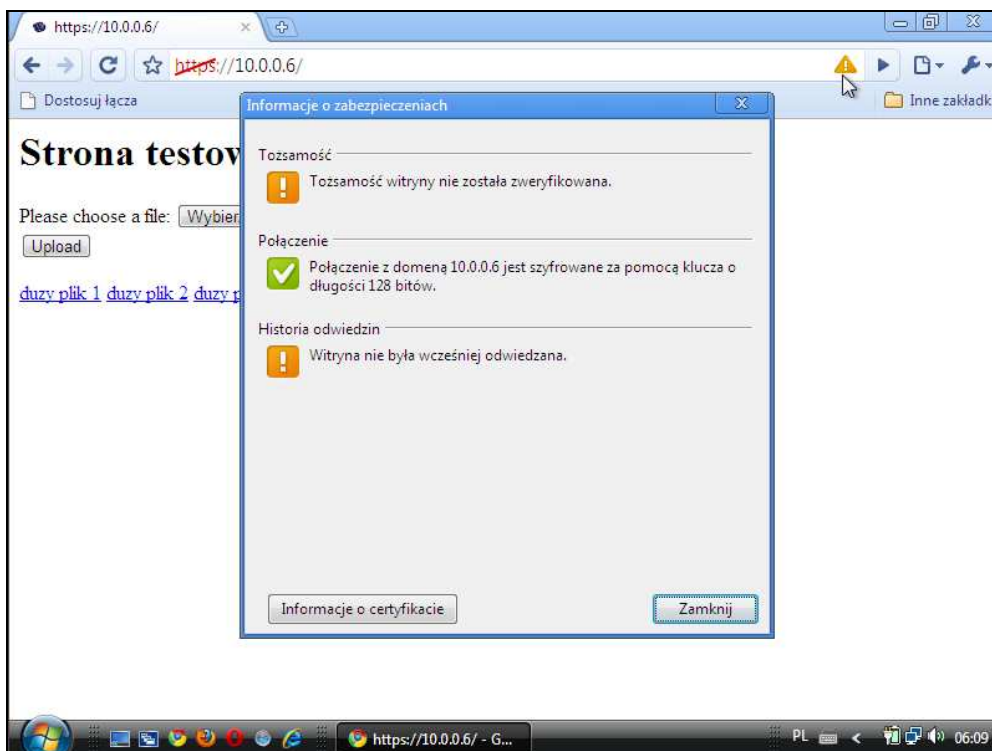 https://10.0.0.6/
https://10.0.0.6/
Dostosuj łącza
Inne zakładk
Informacje o zabezpieczeniach
Strona testow
Tożsamość
Tożsamość witryny nie została zweryfikowana.
Please choose a file: Wybier
Upload
Połączenie
Połączenie z domeną 10.0.0.6 jest szyfrowane za pomocą klucza o
długości 128 bitów.
duzy plik 1 duzy plik 2 duzy p
Historia odwiedzin
Witryna nie była wcześniej odwiedzana.
Informacje o certyfikacie
Zamknij
https://10.0.0.6/ - G...
PL
06:09